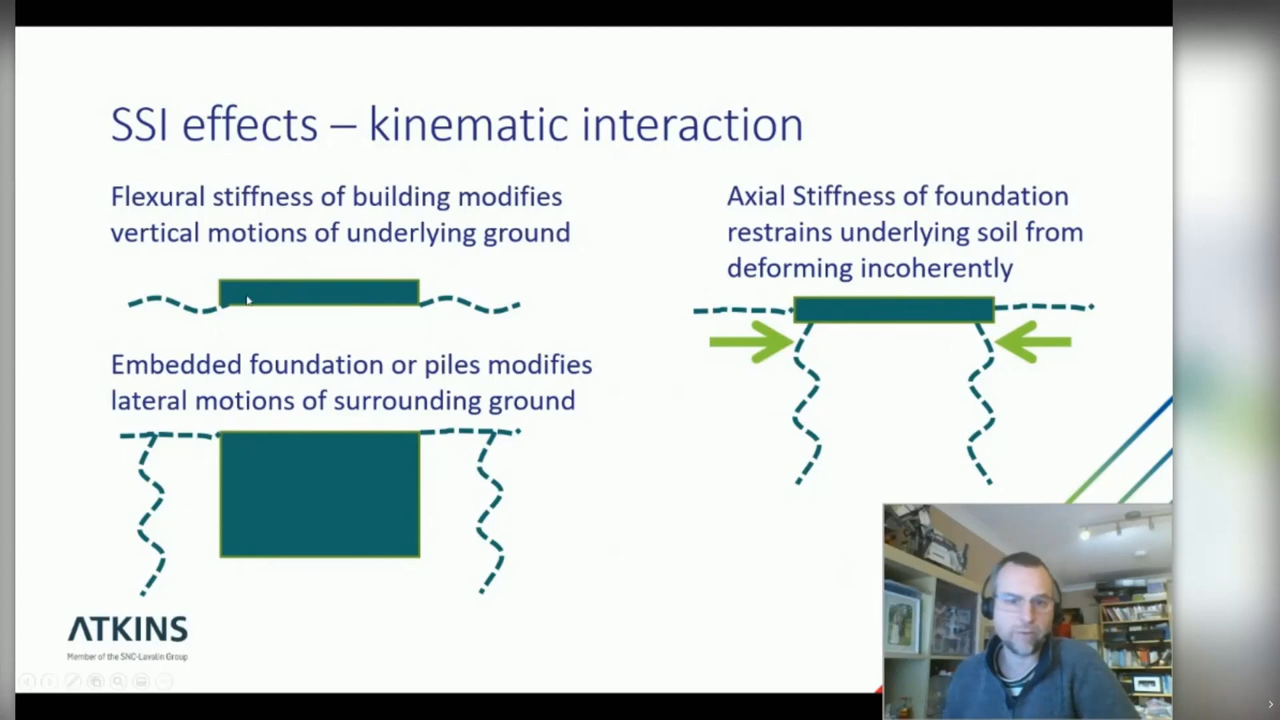 SSI effects – kinematic interaction
Flexural stiffness of building modifies
vertical motions of underlying ground
Embedded foundation or piles modifies
lateral motions of surrounding ground
Axial Stiffness of foundation
restrains underlying soil from
deforming incoherently
ATKINS
Member of the SNC-Lavalin Group